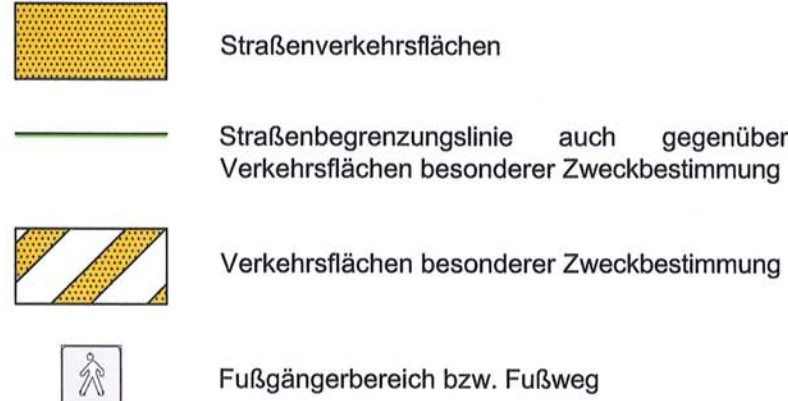 Straßenverkehrsflächen
Straßenbegrenzungslinie auch gegenüber
Verkehrsflächen besonderer Zweckbestimmung
Verkehrsflächen besonderer Zweckbestimmung
Fußgängerbereich bzw. Fußweg